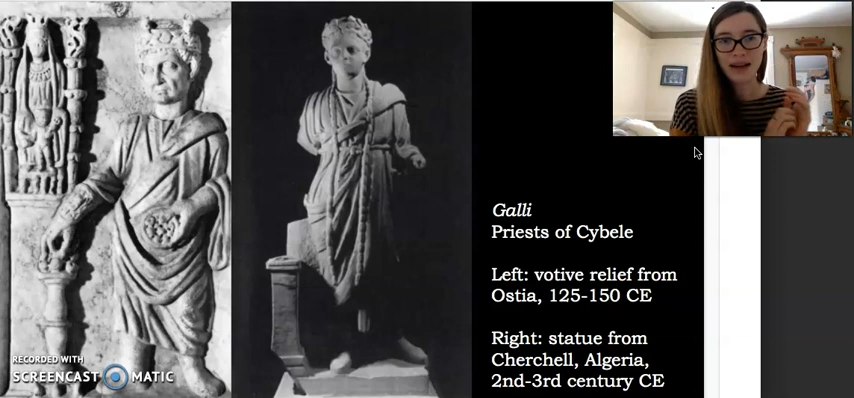 Galli
Priests of Cybele
Left: votive relief from
Ostia, 125-150 CE
Right: statue from
Cherchell, Algeria,
2nd-3rd century CE
RECORDED WITH
SCREENCAST MATIC